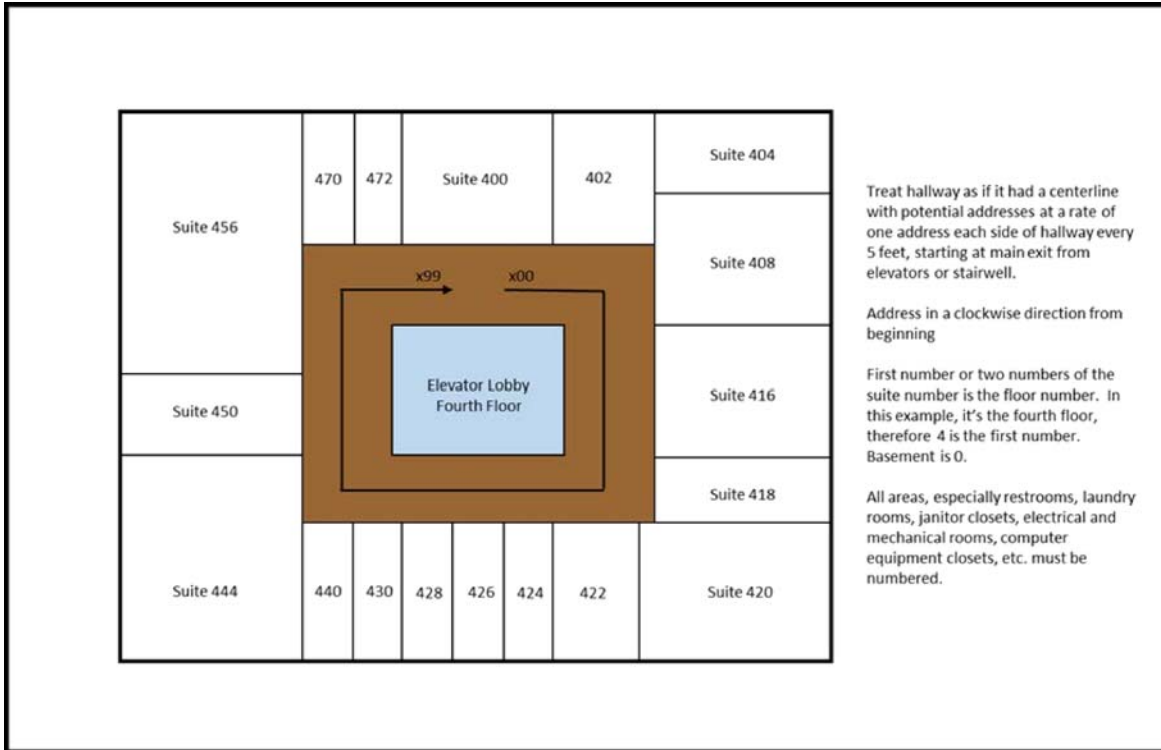 470
472
Suite 400
402
Suite 404
Suite 456
Suite 408
x99
x00
Elevator Lobby
Fourth Floor
Suite 416
Suite 450
Suite 418
Suite 444
440
430
428
426
424
422
Suite 420
Treat hallway as if it had a centerline
with potential addresses at a rate of
one address each side of hallway every
5 feet, starting at main exit from
elevators or stairwell.
Address in a clockwise direction from
beginning
First number or two numbers of the
suite number is the floor number. In
this example, it's the fourth floor,
therefore 4 is the first number.
Basement is 0.
All areas, especially restrooms, laundry
rooms, janitor closets, electrical and
mechanical rooms, computer
equipment closets, etc. must be
numbered.